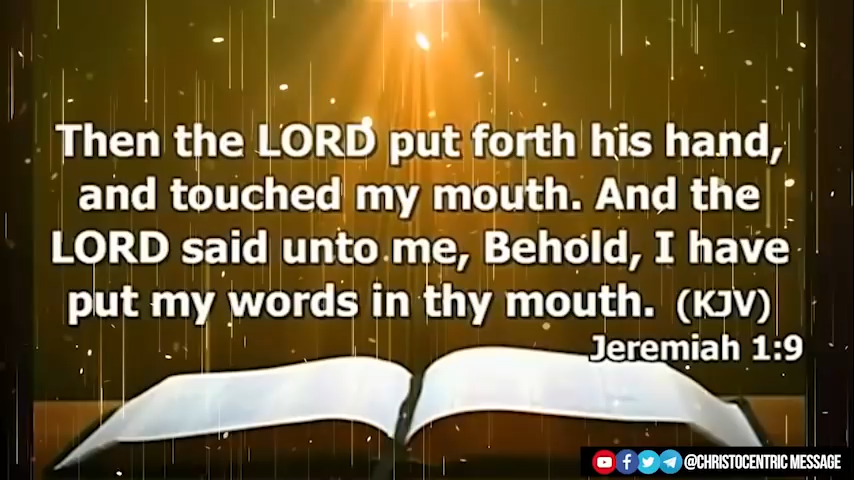 Then the LORD put forth his hand,
and touched my mouth. And the
LORD said unto me, Behold, I have
put my words in thy mouth. (KJV)
Jeremiah 1:9
@CHRISTOCENTRIC MESSAGE